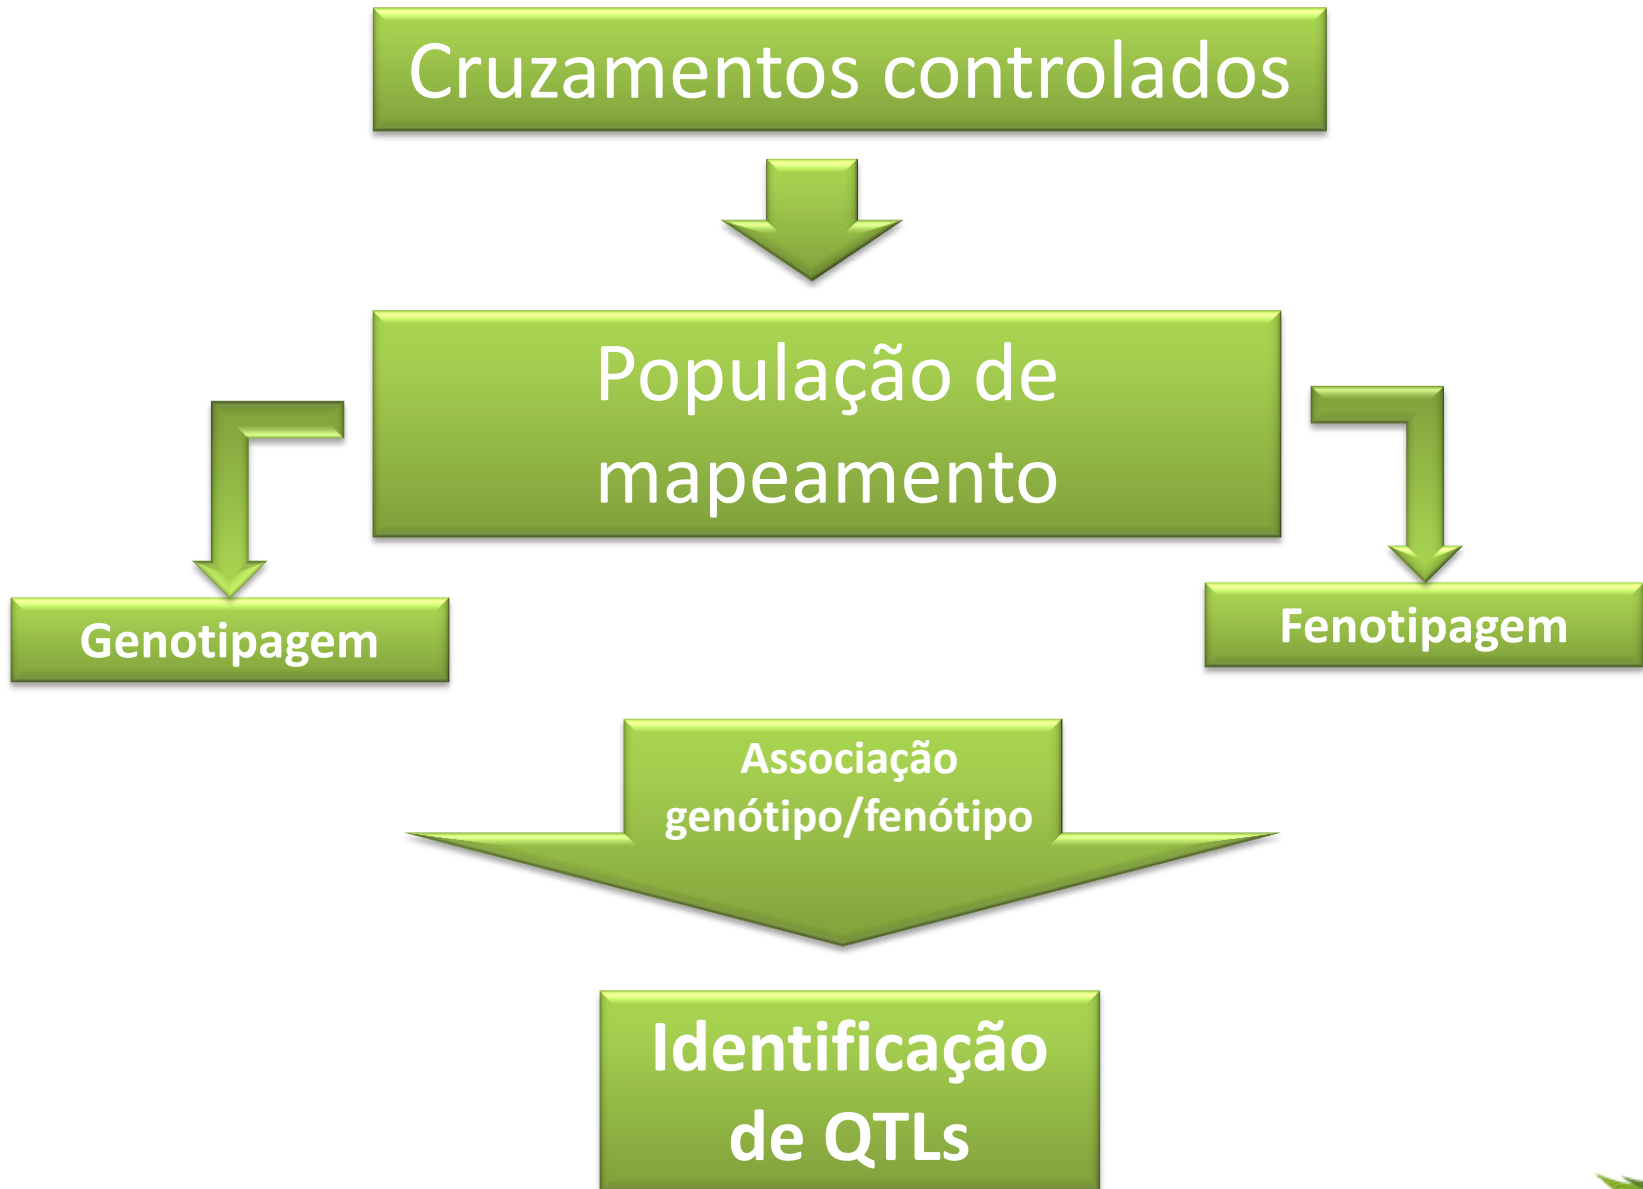 Cruzamentos controlados
População de
mapeamento
Genotipagem
Fenotipagem
Associação
genótipo/fenótipo
Identificação
de QTLs